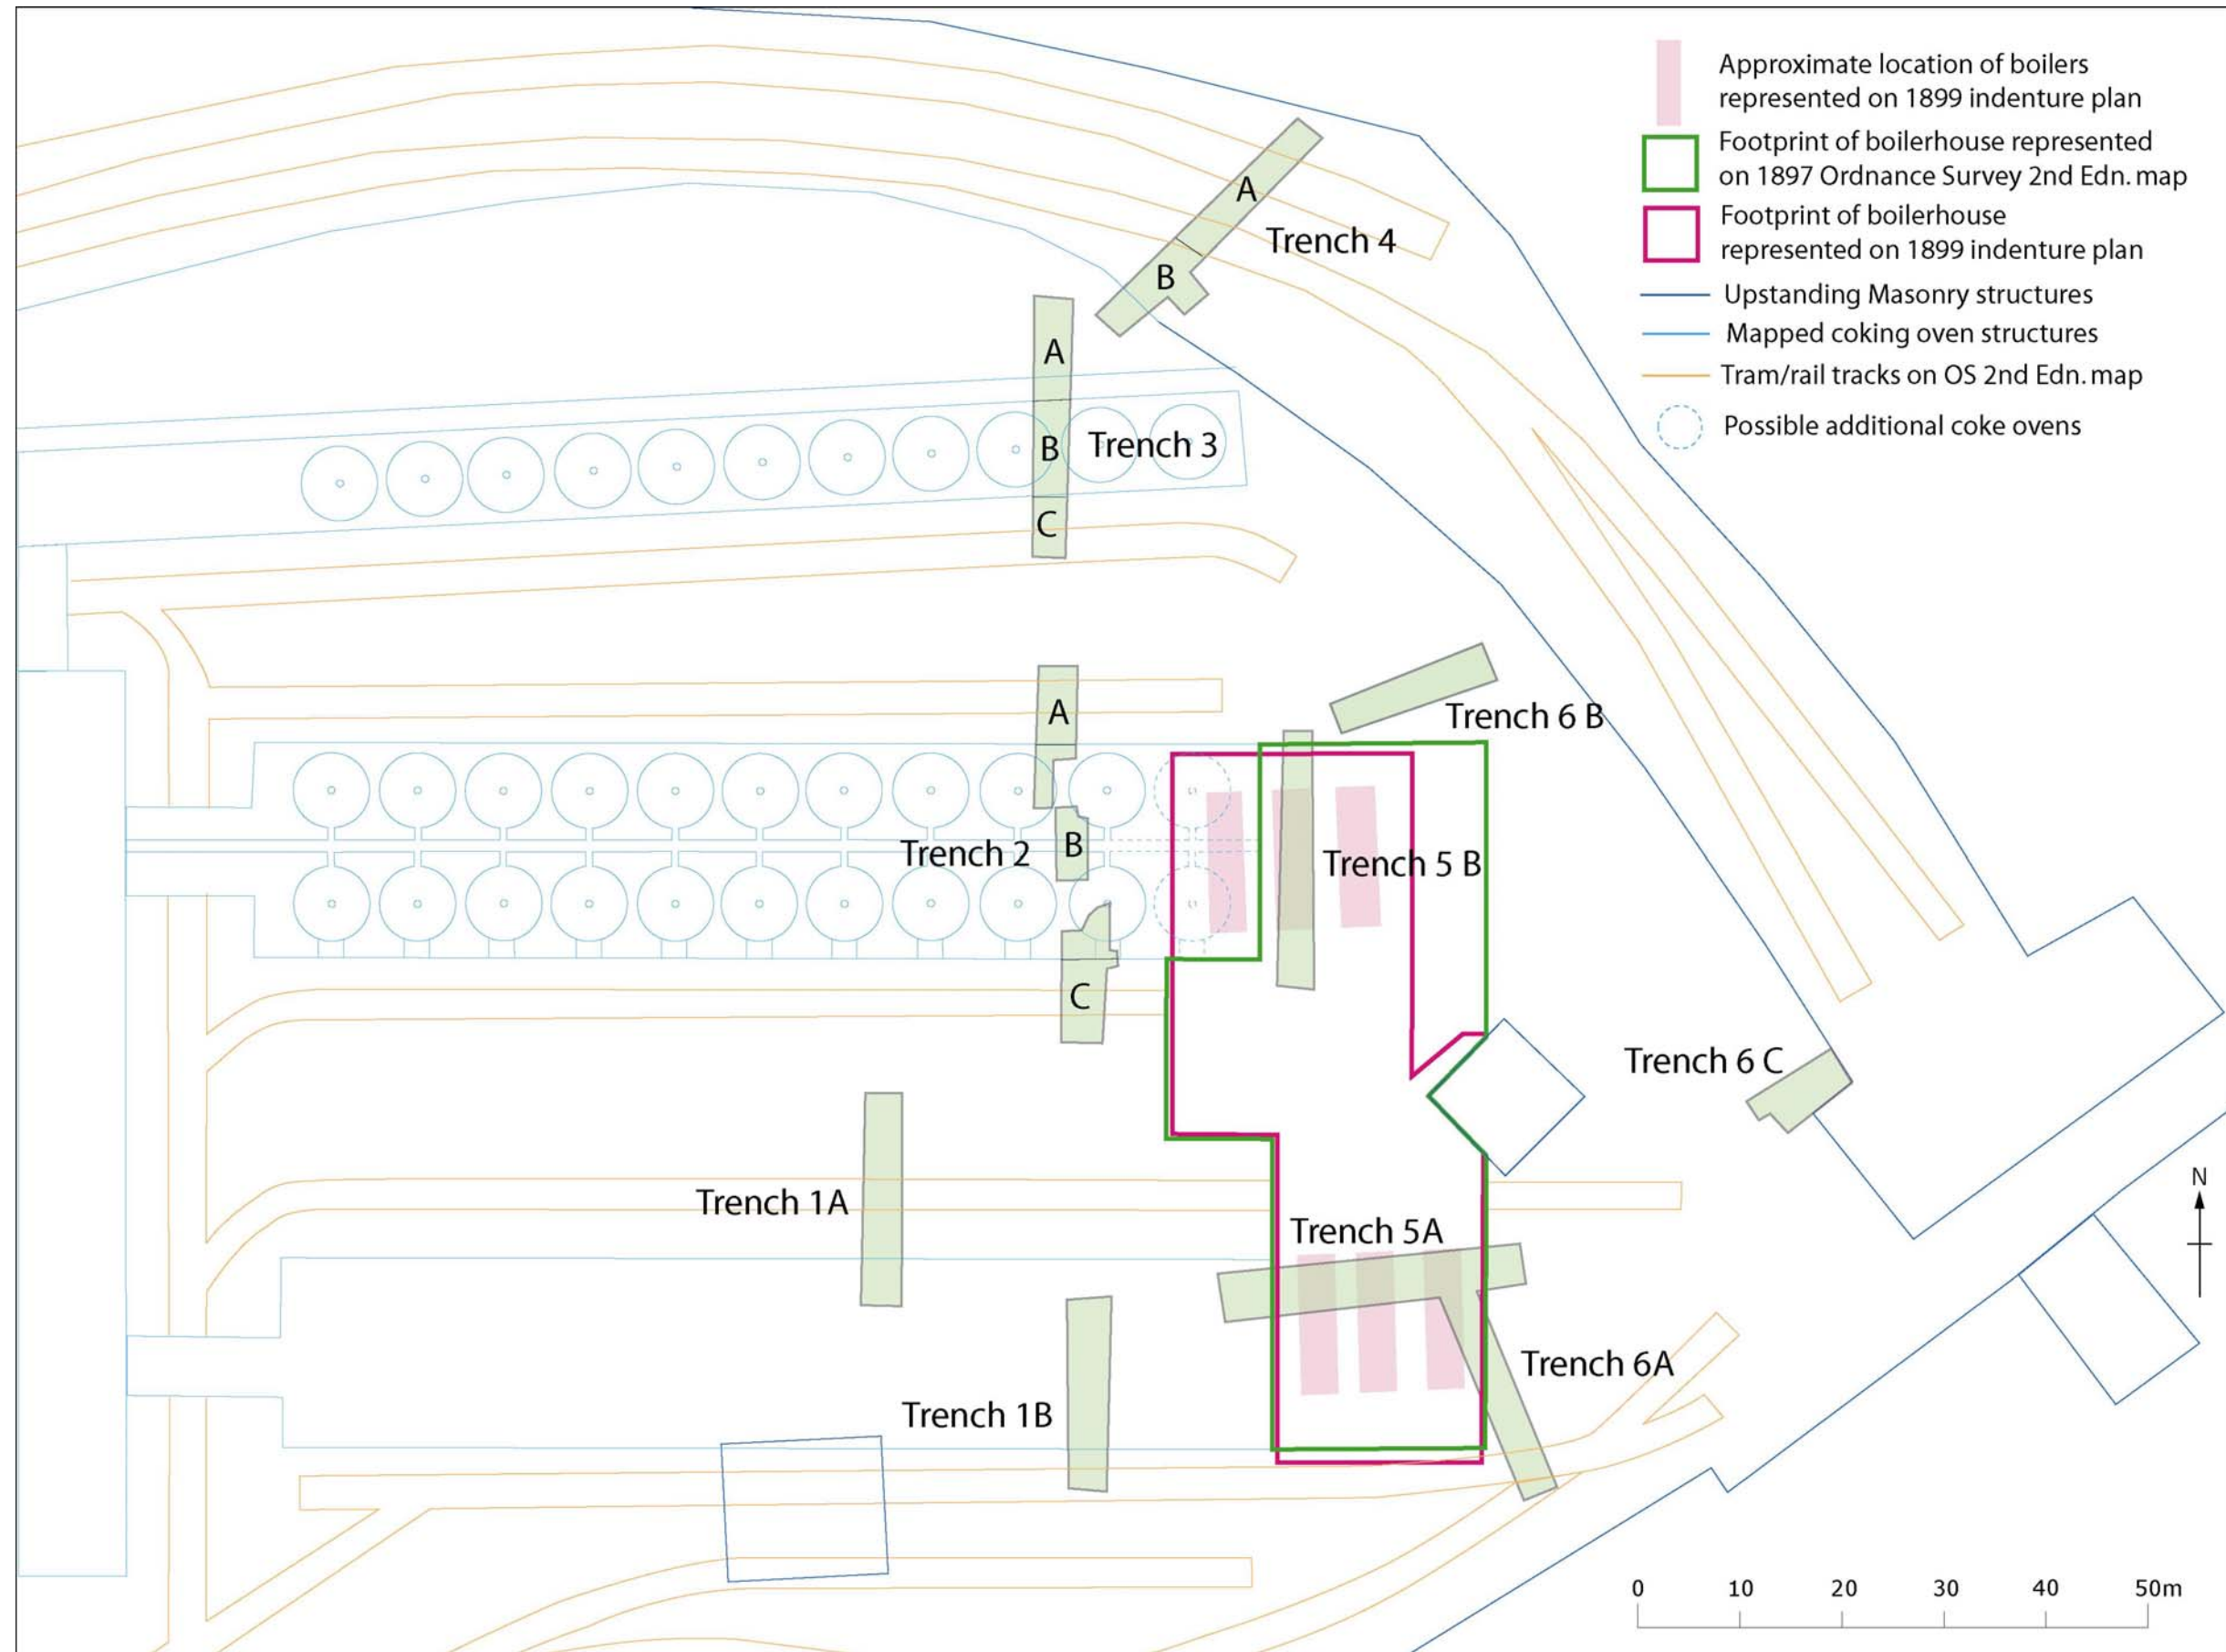 Approximate location of boilers
represented on 1899 indenture plan
Footprint of boilerhouse represented
on 1897 Ordnance Survey 2nd Edn. map
Footprint of boilerhouse
represented on 1899 indenture plan
Upstanding Masonry structures
Mapped coking oven structures
Tram/rail tracks on OS 2nd Edn. map
Possible additional coke ovens
A
Trench 4
B
A
B
Trench 3
C
A
Trench 6 B
B
Trench 2
Trench 5 B
C
Trench 6 C
Trench 1A
Trench 5A
Trench 6A
Trench 1B
N
0 10 20 30 40 50m